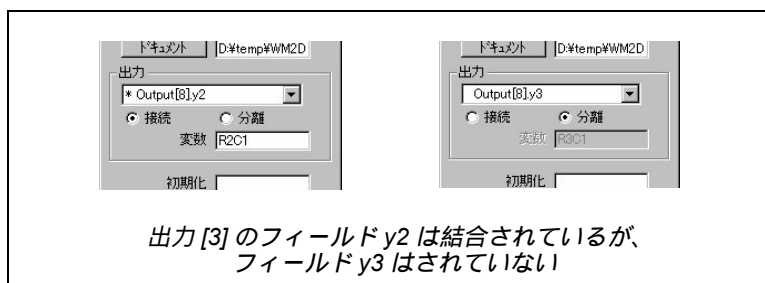 ドキュメント D:¥temp¥WM2D
出力
* Output[8].y2
接続 分離
変数 R2C1
初期化
ドキュメント D:¥temp¥WM2D
出力
Output[8].y3
接続 分離
変数 R3C1
初期化
出力 [3] のフィールド y2 は結合されているが、
フィールド y3 はされていない